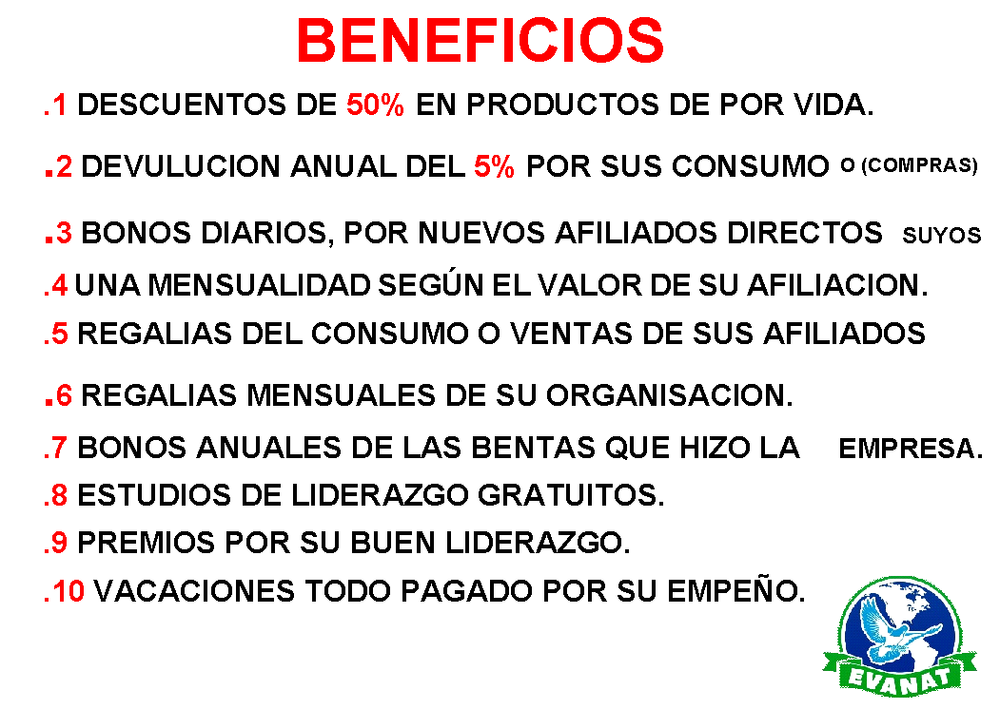 BENEFICIOS
.1 DESCUENTOS DE 50% EN PRODUCTOS DE POR VIDA.
.2 DEVULUCION ANUAL DEL 5% POR SUS CONSUMO O (COMPRAS)
.3 BONOS DIARIOS, POR NUEVOS AFILIADOS DIRECTOS SUYOS
.4 UNA MENSUALIDAD SEGÚN EL VALOR DE SU AFILIACION.
.5 REGALIAS DEL CONSUMO O VENTAS DE SUS AFILIADOS
.6 REGALIAS MENSUALES DE SU ORGANISACION.
.7 BONOS ANUALES DE LAS BENTAS QUE HIZO LA EMPRESA.
.8 ESTUDIOS DE LIDERAZGO GRATUITOS.
.9 PREMIOS POR SU BUEN LIDERAZGO.
.10 VACACIONES TODO PAGADO POR SU EMPEÑO.
EVANAT